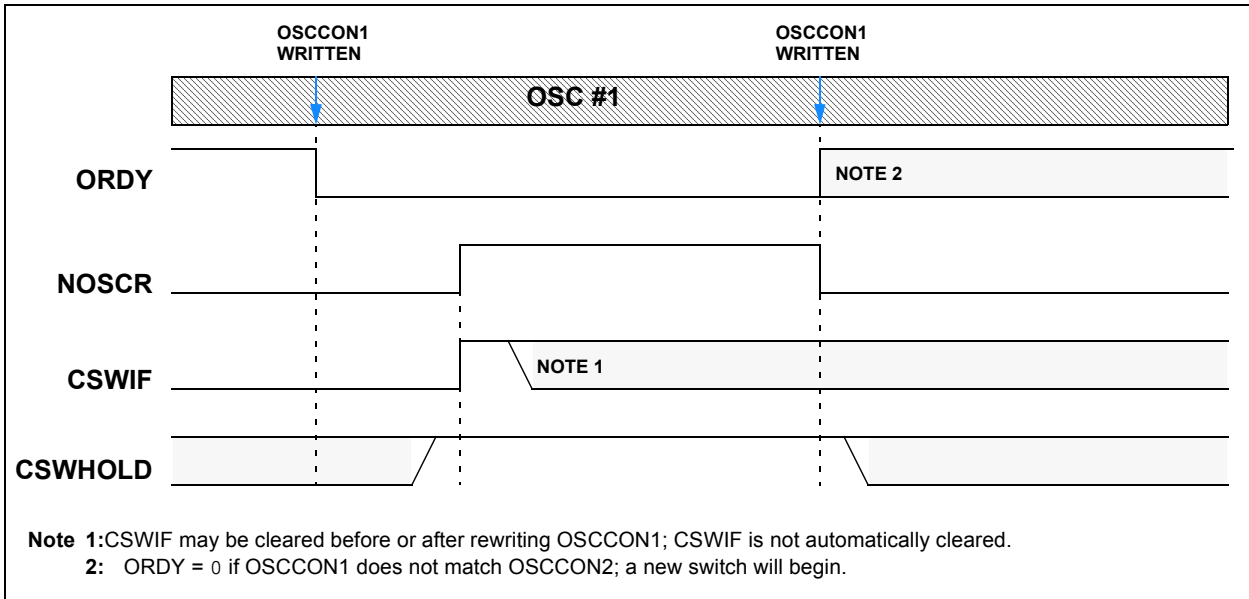 OSCCON1
WRITTEN
OSCCON1
WRITTEN
OSC #1
ORDY
NOTE 2
NOSCR
CSWIF
NOTE 1
CSWHOLD
Note 1:CSWIF may be cleared before or after rewriting OSCCON1; CSWIF is not automatically cleared.
2: ORDY = 0 if OSCCON1 does not match OSCCON2; a new switch will begin.